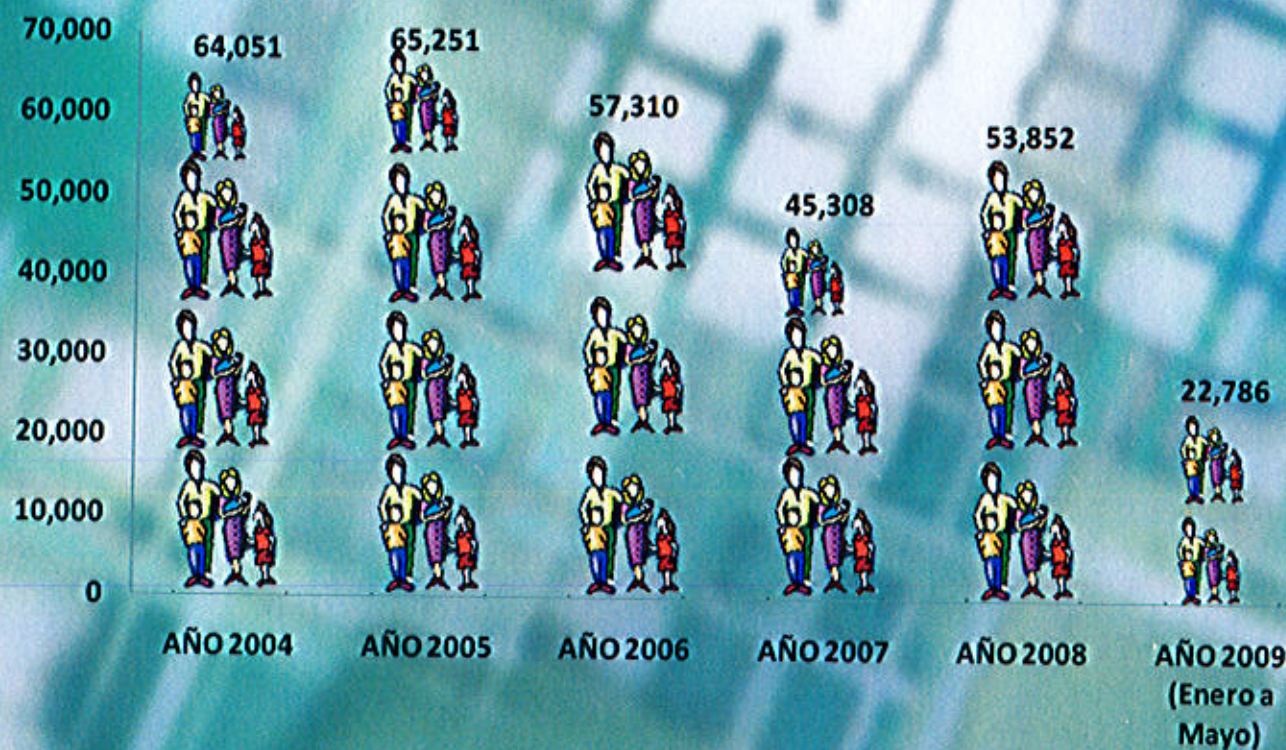 70,000
60,000
50,000
40,000
30,000
20,000
10,000
0
64,051
65,251
57,310
45,308
53,852
22,786
AÑO 2004
AÑO 2005
AÑO 2006
AÑO 2007
AÑO 2008
AÑO 2009
(Enero a
Mayo)